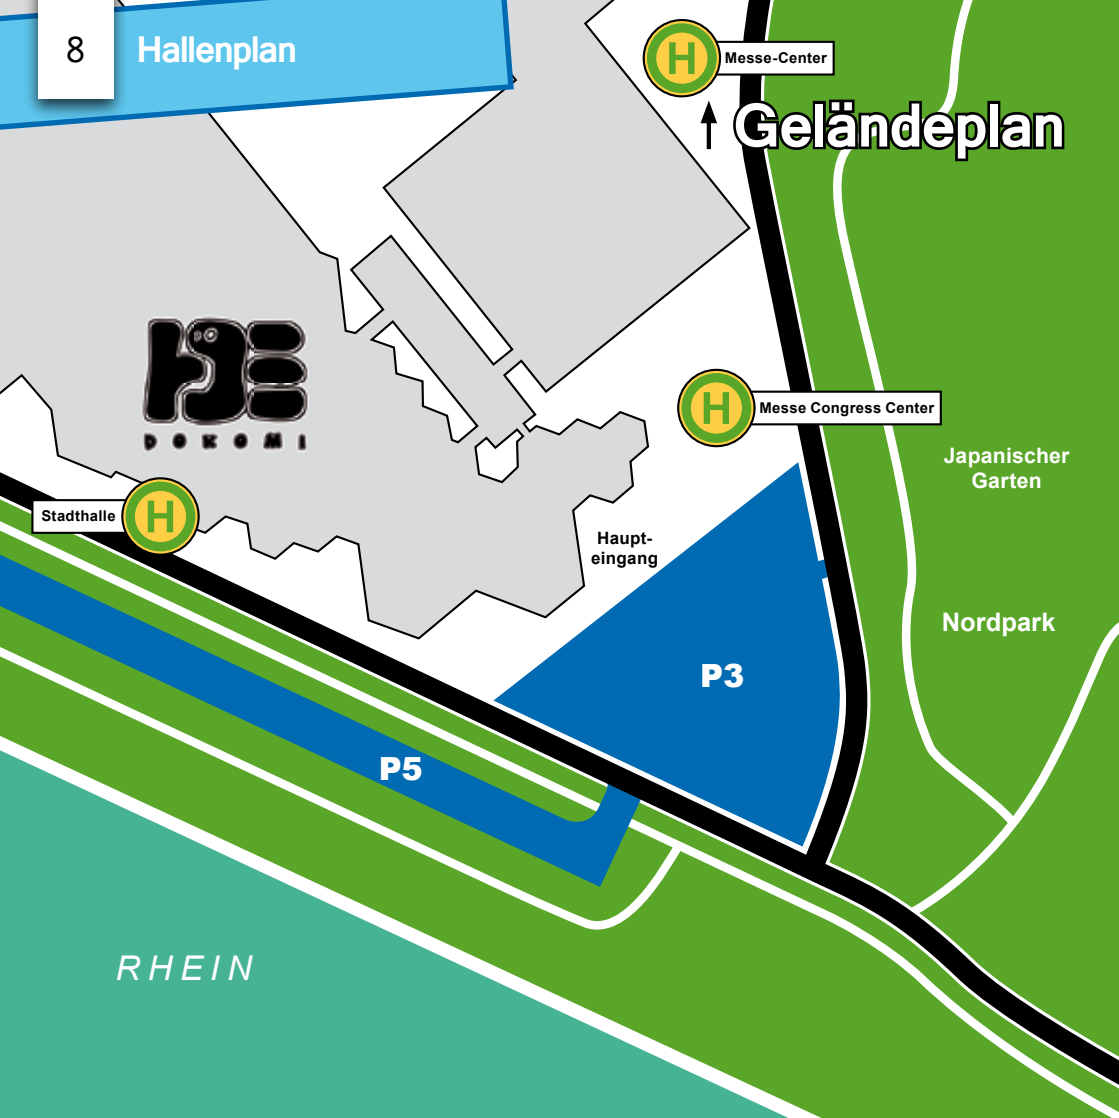 8
Hallenplan
H
Messe-Center
Geländeplan
H
Messe Congress Center
DOKOMI
Japanischer
Garten
Stadthalle
H
Haupt-
eingang
Nordpark
P3
P5
RHEIN